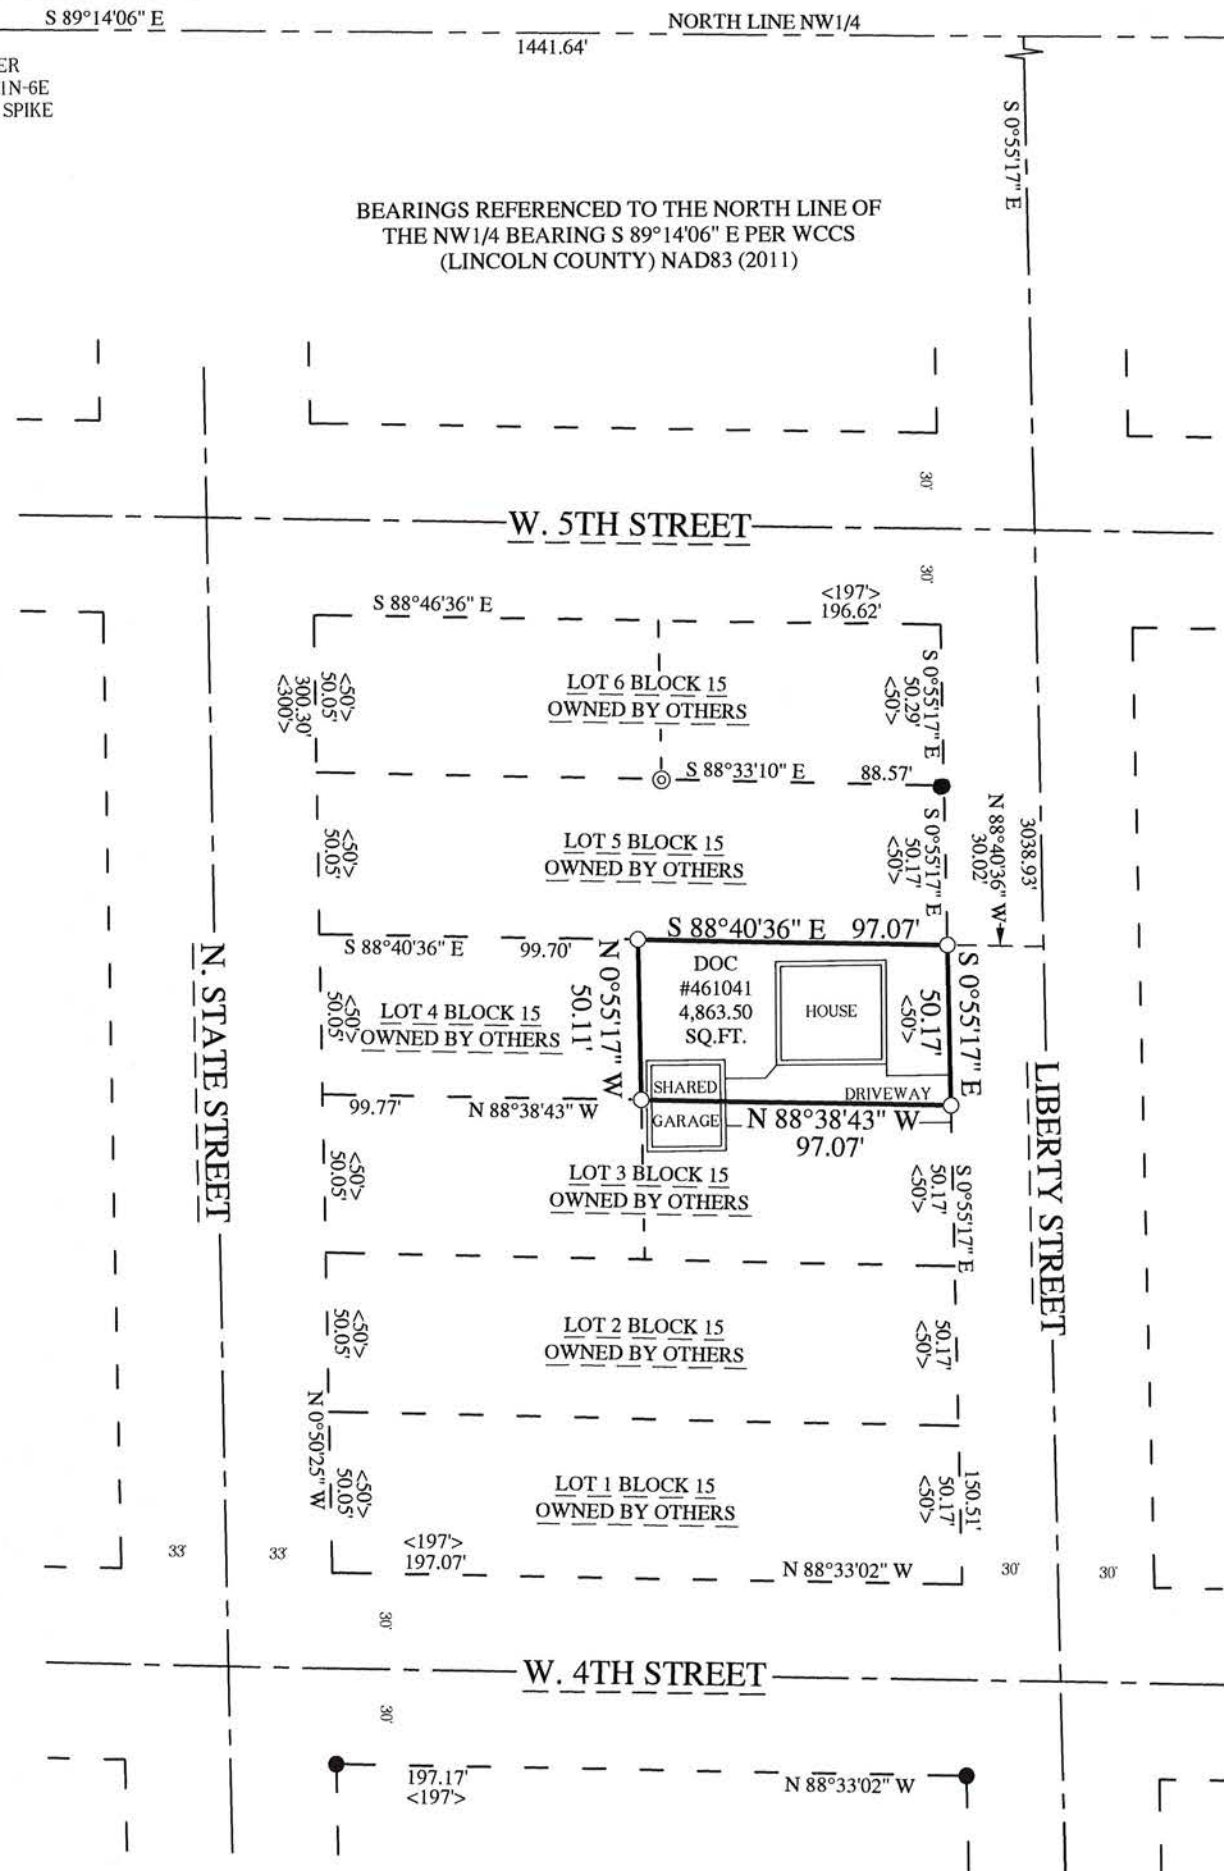 S 89°14'06" E
NORTH LINE NW1/4
1441.64'
ER
1N-6E
SPIKE
S 0°55'17" E
BEARINGS REFERENCED TO THE NORTH LINE OF
THE NW1/4 BEARING S 89°14'06" E PER WCCS
(LINCOLN COUNTY) NAD83 (2011)
30'
W. 5TH STREET
30'
S 88°46'36" E
<197'>
196.62'
<50'>
50.05'
300.30'
<300'>
LOT 6 BLOCK 15
OWNED BY OTHERS
S 0°55'17" E
50.29'
<50'>
S 88°33'10" E
88.57'
<50'>
50.05'
LOT 5 BLOCK 15
OWNED BY OTHERS
S 0°55'17" E
50.17'
<50'>
N 88°40'36" W
30.02'
3038.93'
S 88°40'36" E
97.07'
S 88°40'36" E
99.70'
N 0°55'17" W
50.11'
DOC
#461041
4,863.50
SQ.FT.
HOUSE
S 0°55'17" E
50.17'
<50'>
N. STATE STREET
<50'>
50.05'
LOT 4 BLOCK 15
OWNED BY OTHERS
SHARED
GARAGE
DRIVEWAY
99.77'
N 88°38'43" W
N 88°38'43" W
97.07'
LIBERTY STREET
<50'>
50.05'
LOT 3 BLOCK 15
OWNED BY OTHERS
S 0°55'17" E
50.17'
<50'>
<50'>
50.05'
LOT 2 BLOCK 15
OWNED BY OTHERS
50.17'
<50'>
N 0°50'25" W
<50'>
50.05'
LOT 1 BLOCK 15
OWNED BY OTHERS
150.51'
50.17'
<50'>
33'
33'
<197'>
197.07'
N 88°33'02" W
30'
30'
30'
W. 4TH STREET
30'
197.17'
<197'>
N 88°33'02" W